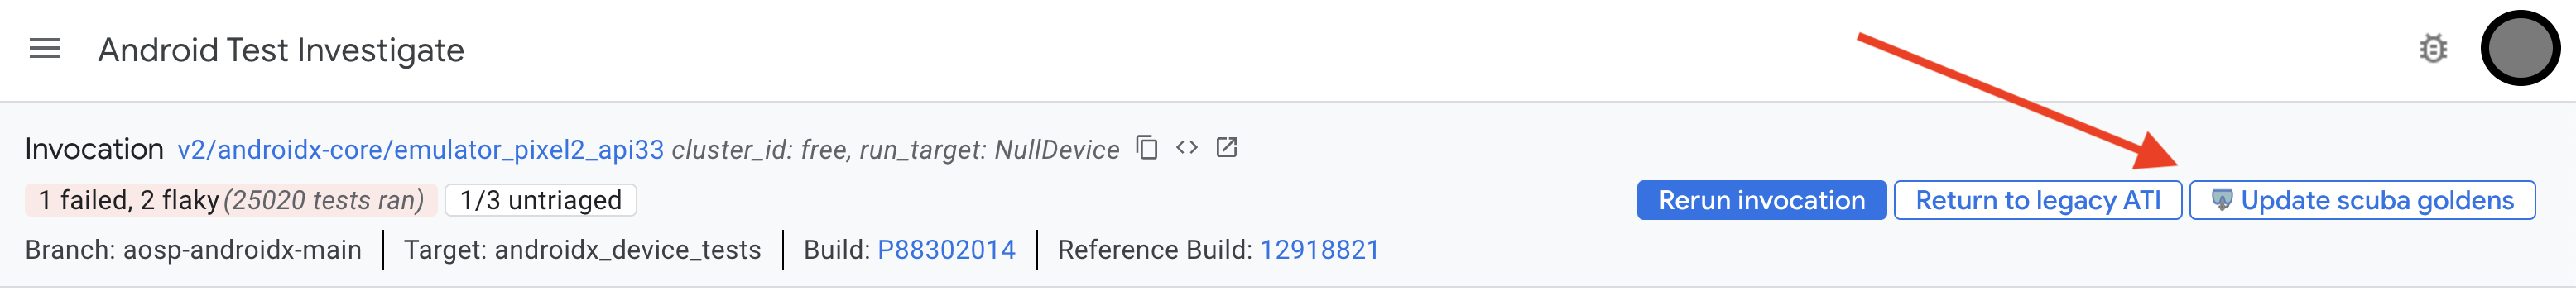 Android Test Investigate
Invocation v2/androidx-core/emulator_pixel2_api33 cluster_id: free, run_target: NullDevice
1 failed, 2 flaky (25020 tests ran) 1/3 untriaged Rerun invocation Return to legacy ATI Update scuba goldens
Branch: aosp-androidx-main Target: androidx_device_tests Build: P88302014 Reference Build: 12918821